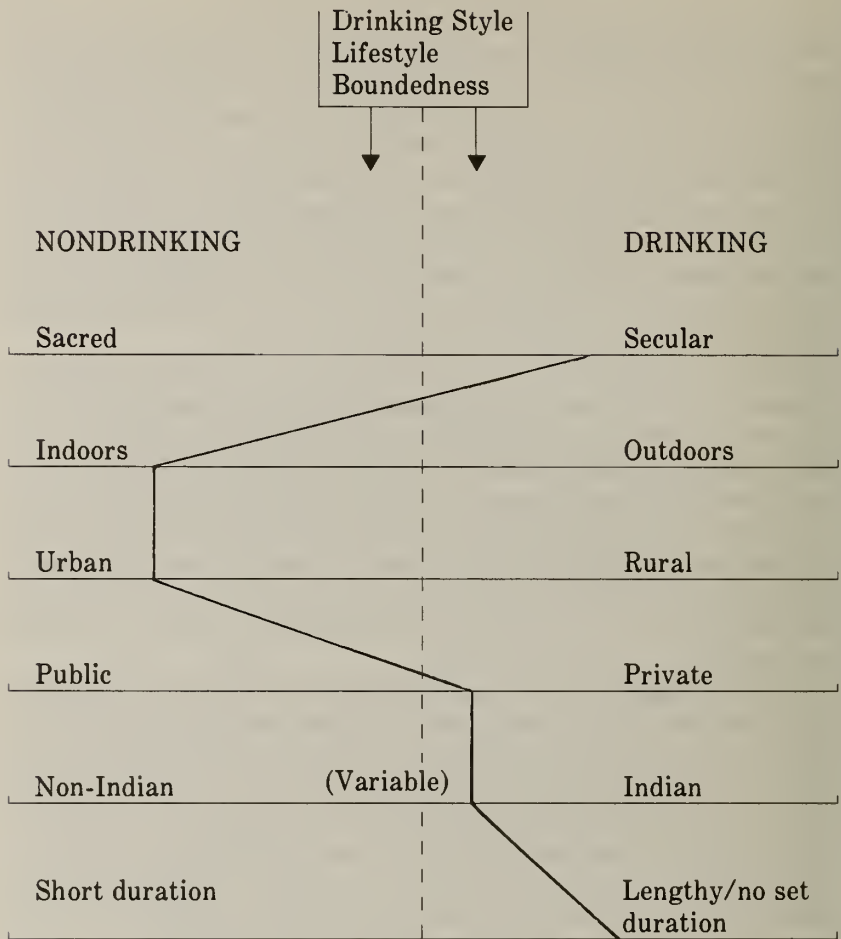 Drinking Style
Lifestyle
Boundedness
NONDRINKING DRINKING
Sacred Secular
Indoors Outdoors
Urban Rural
Public Private
Non-Indian (Variable) Indian
Short duration Lengthy/no set
duration